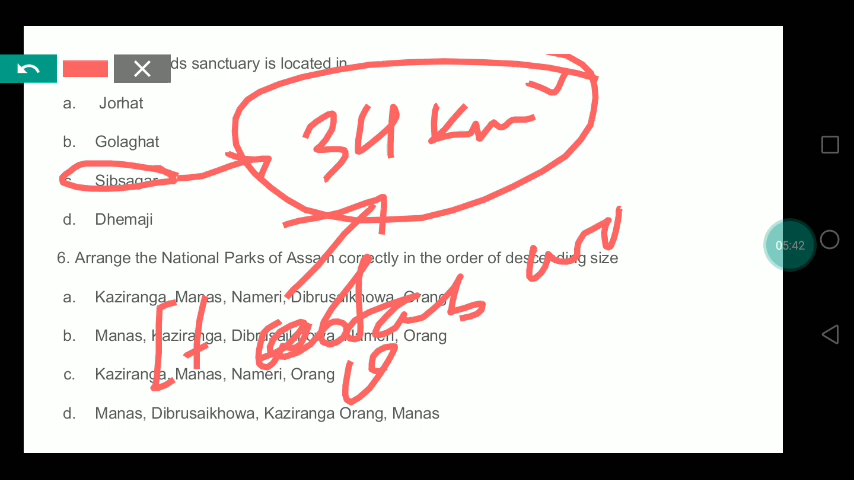 ds sanctuary is located in
a. Jorhat
b. Golaghat
c. Sibsagar
d. Dhemaji
34 Km
6. Arrange the National Parks of Assam correctly in the order of descending size
a. Kaziranga, Manas, Nameri, Dibrusaikhowa, Orang
b. Manas, Kaziranga, Dibrusaikhowa, Nameri, Orang
c. Kaziranga, Manas, Nameri, Orang
d. Manas, Dibrusaikhowa, Kaziranga Orang, Manas
05:42